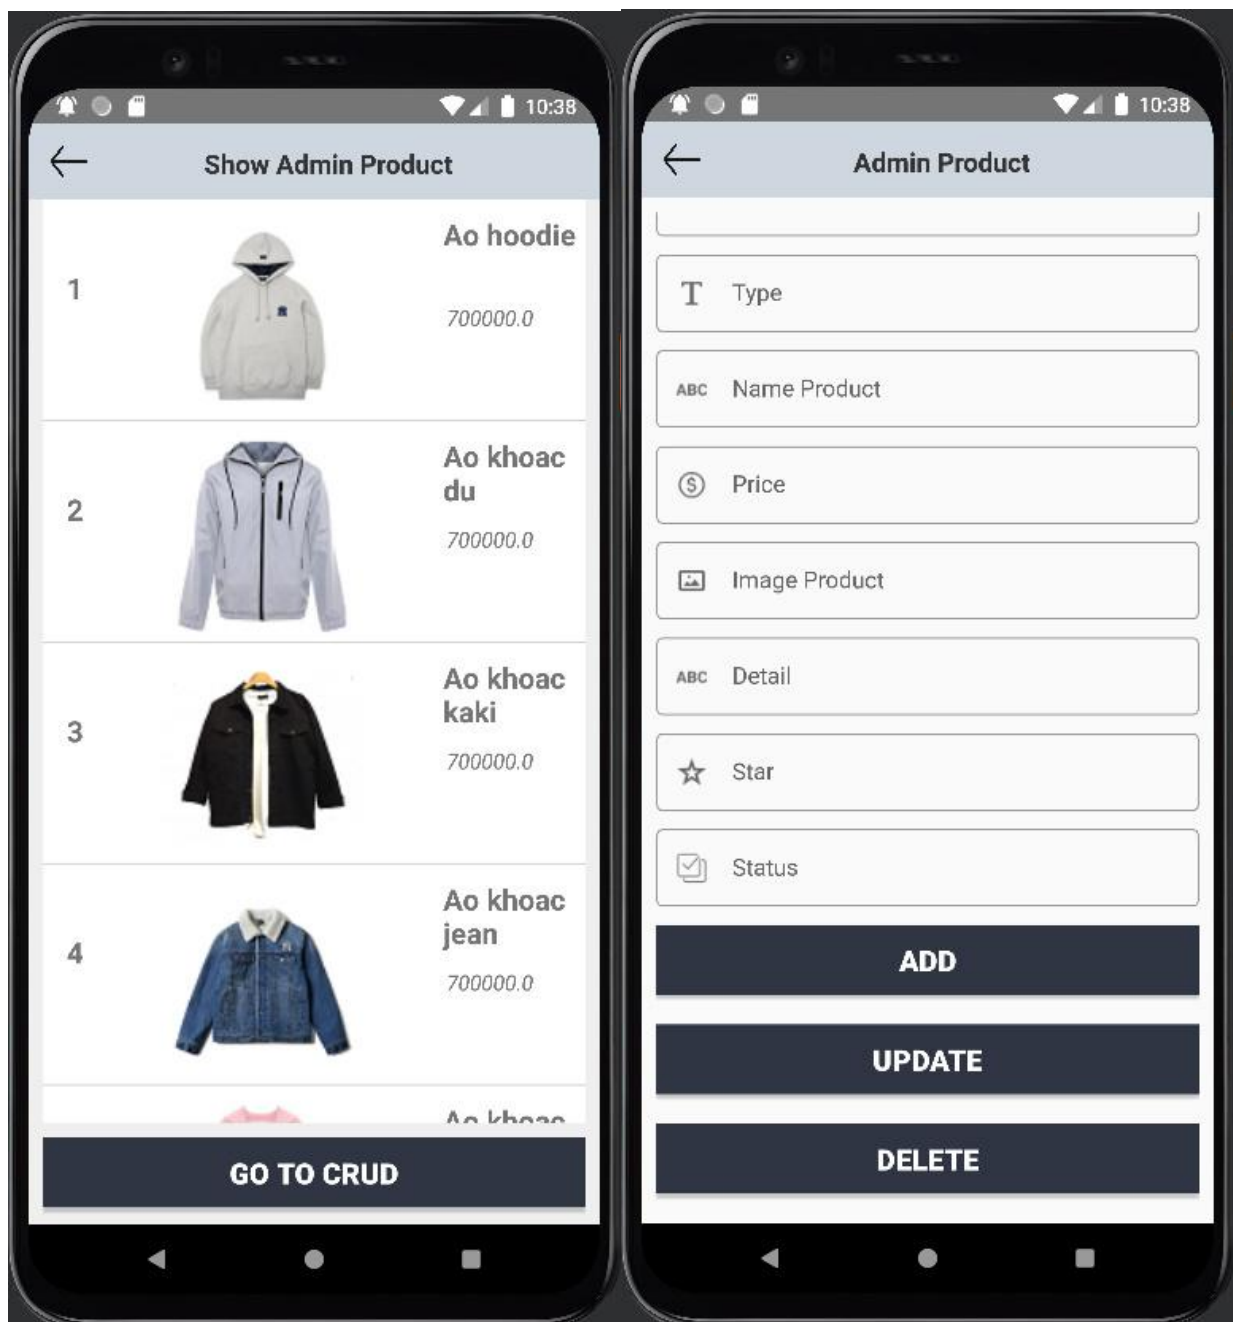 10:38
Show Admin Product
1
Ao hoodie
700000.0
2
Ao khoac
du
700000.0
3
Ao khoac
kaki
700000.0
4
Ao khoac
jean
700000.0
Ao khoac
GO TO CRUD
10:38
Admin Product
T Type
ABC Name Product
$ Price
Image Product
ABC Detail
Star
Status
ADD
UPDATE
DELETE